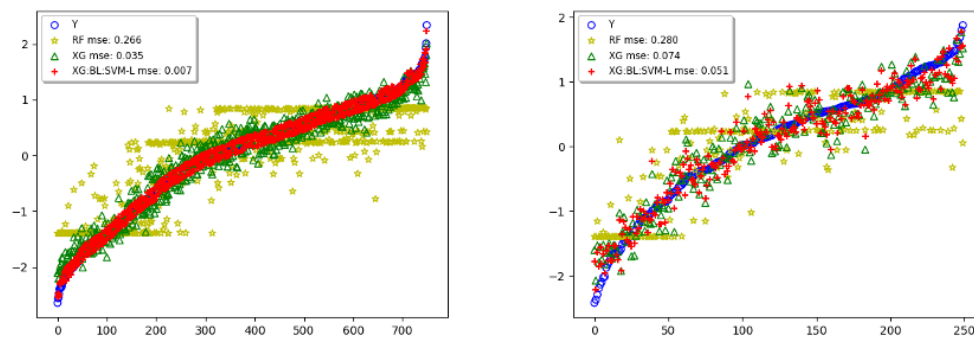 Y
RF mse: 0.266
XG mse: 0.035
XG:BL:SVM-L mse: 0.007
2
1
0
−1
−2
0 100 200 300 400 500 600 700
Y
RF mse: 0.280
XG mse: 0.074
XG:BL:SVM-L mse: 0.051
2
1
0
−1
−2
0 50 100 150 200 250